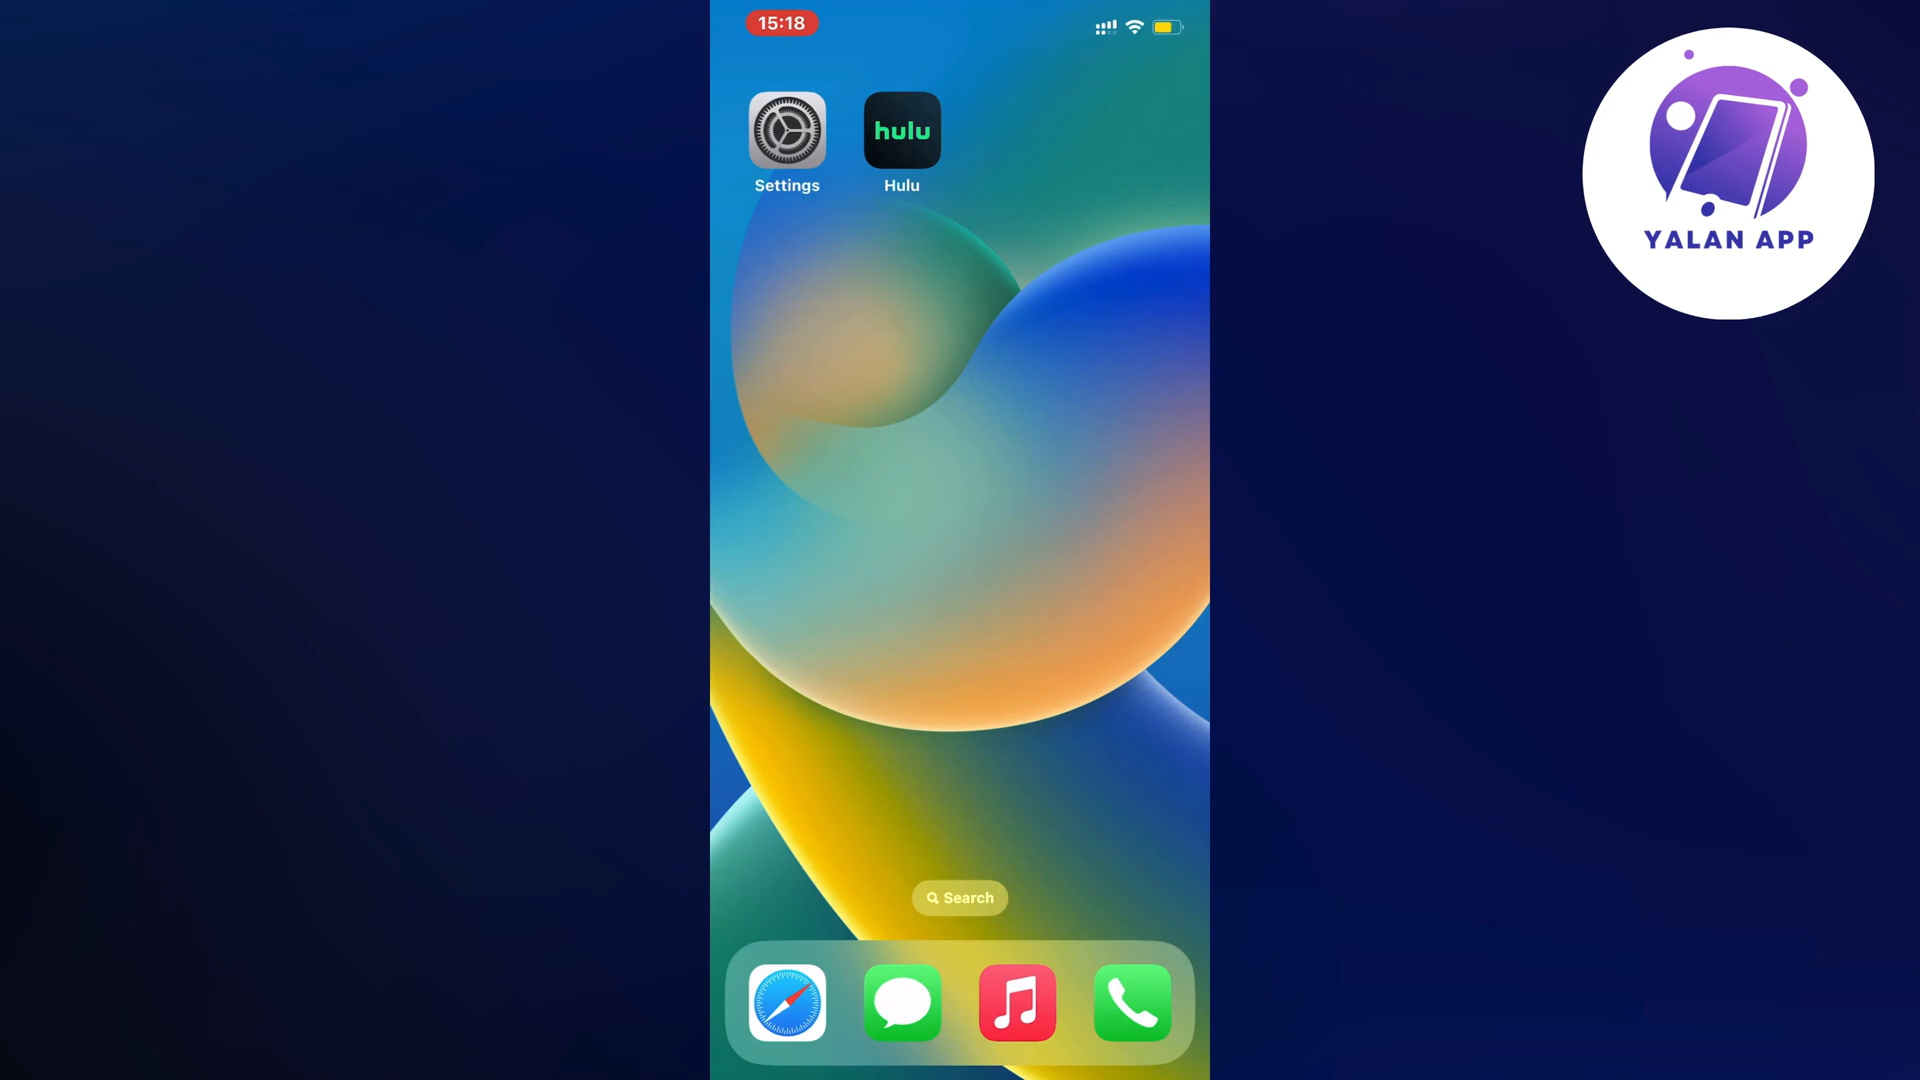 15:18
hulu
Settings
Hulu
YALAN APP
Search